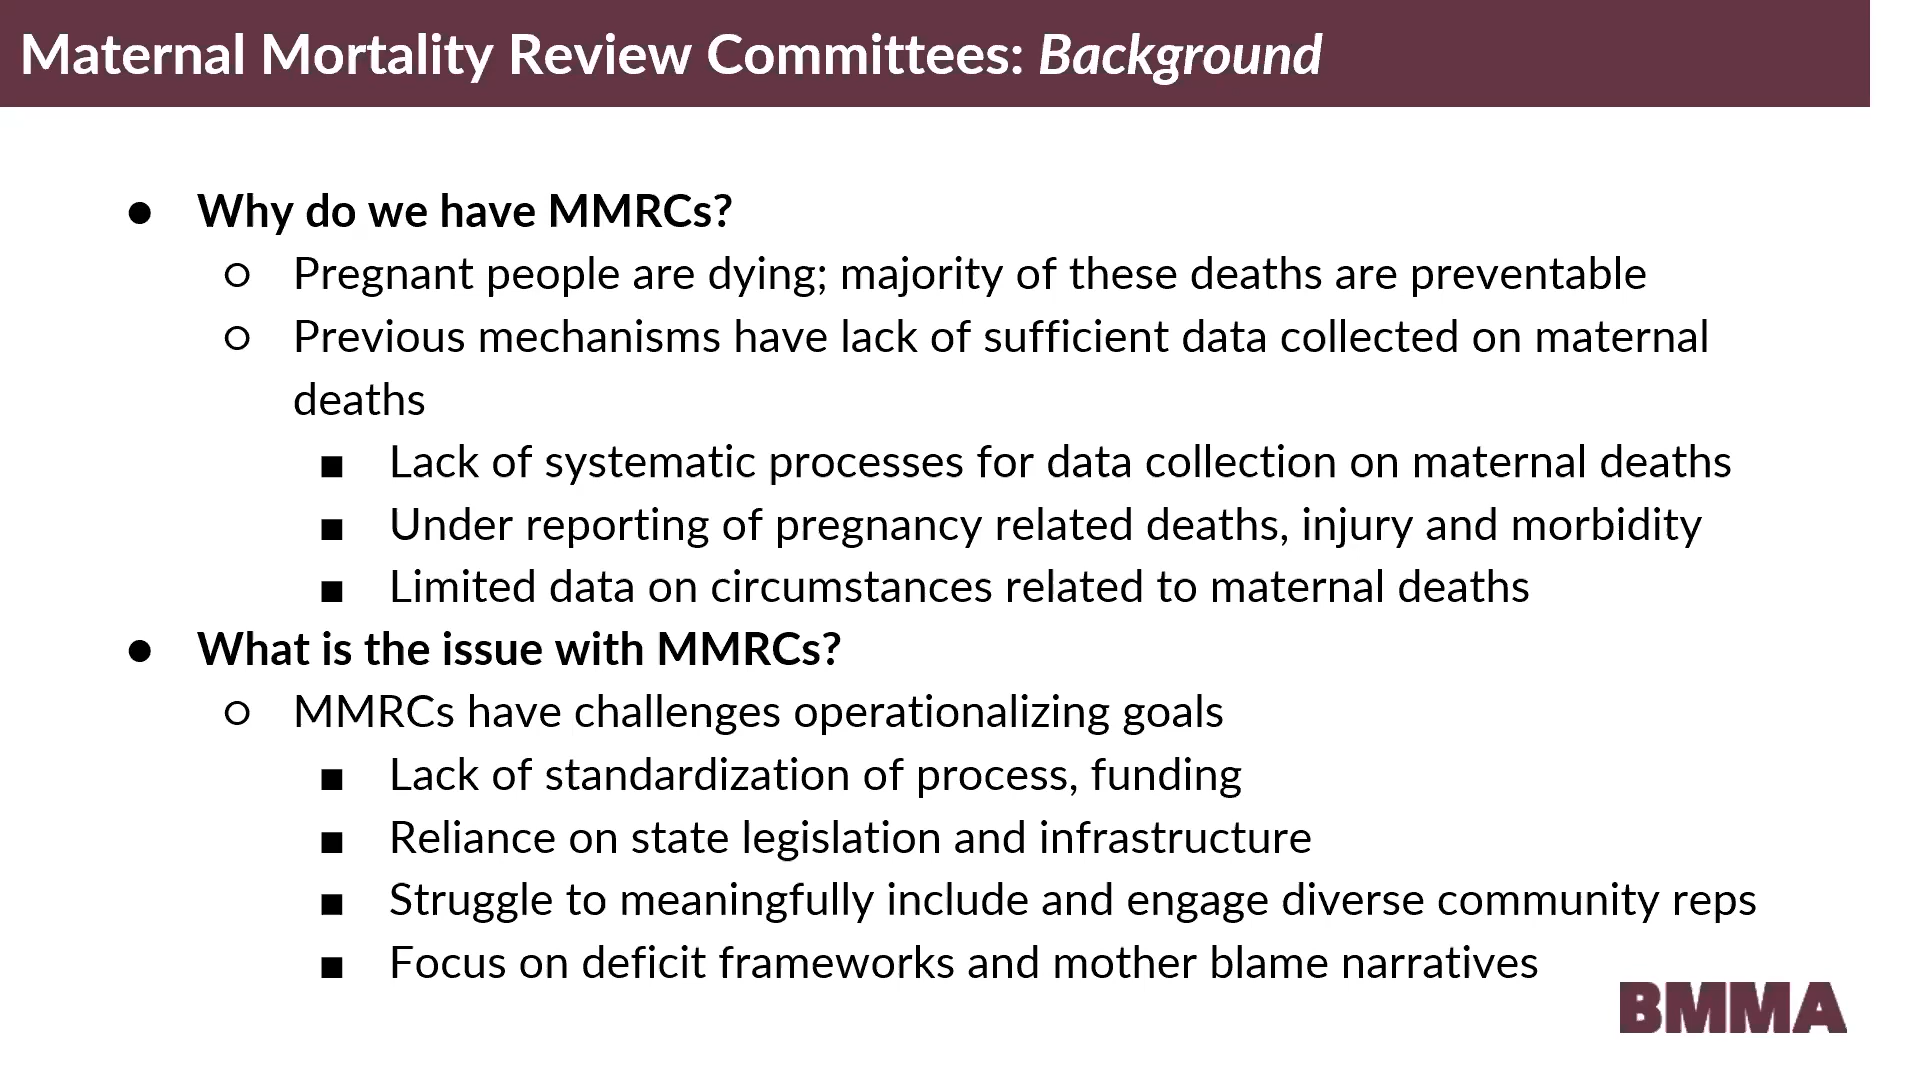 Maternal Mortality Review Committees: Background
● Why do we have MMRCs?
○ Pregnant people are dying; majority of these deaths are preventable
○ Previous mechanisms have lack of sufficient data collected on maternal
deaths
■ Lack of systematic processes for data collection on maternal deaths
■ Under reporting of pregnancy related deaths, injury and morbidity
■ Limited data on circumstances related to maternal deaths
● What is the issue with MMRCs?
○ MMRCs have challenges operationalizing goals
■ Lack of standardization of process, funding
■ Reliance on state legislation and infrastructure
■ Struggle to meaningfully include and engage diverse community reps
■ Focus on deficit frameworks and mother blame narratives
BMMA